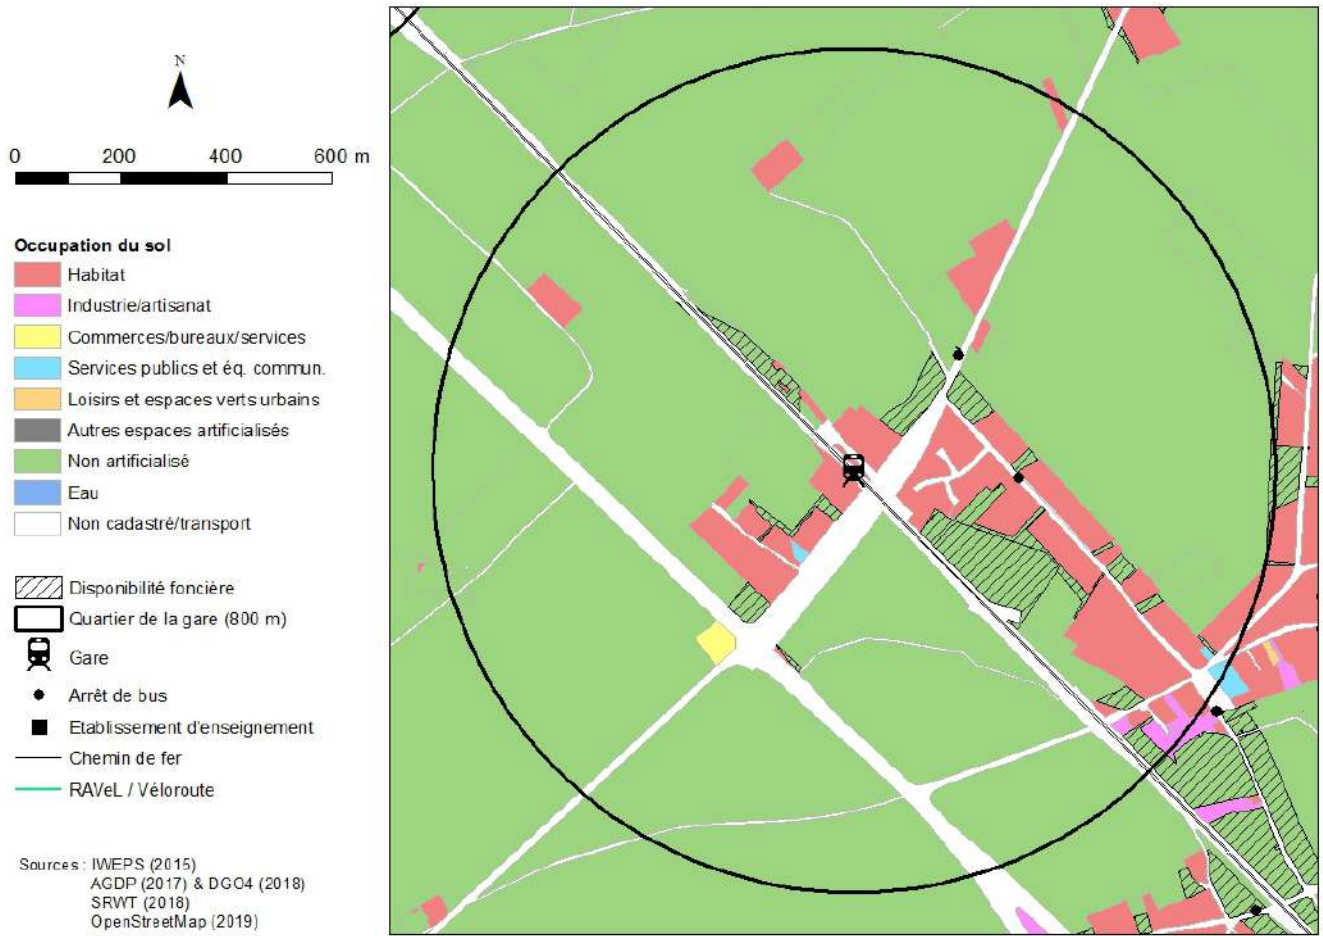 N
0 200 400 600 m
Occupation du sol
Habitat
Industrie/artisanat
Commerces/bureaux/services
Services publics et éq. commun.
Loisirs et espaces verts urbains
Autres espaces artificialisés
Non artificialisé
Eau
Non cadastré/transport
Disponibilité foncière
Quartier de la gare (800 m)
Gare
Arrêt de bus
Etablissement d'enseignement
Chemin de fer
RAVeL / Véloroute
Sources : IWEPS (2015)
AGDP (2017) & DGO4 (2018)
SRWT (2018)
OpenStreetMap (2019)